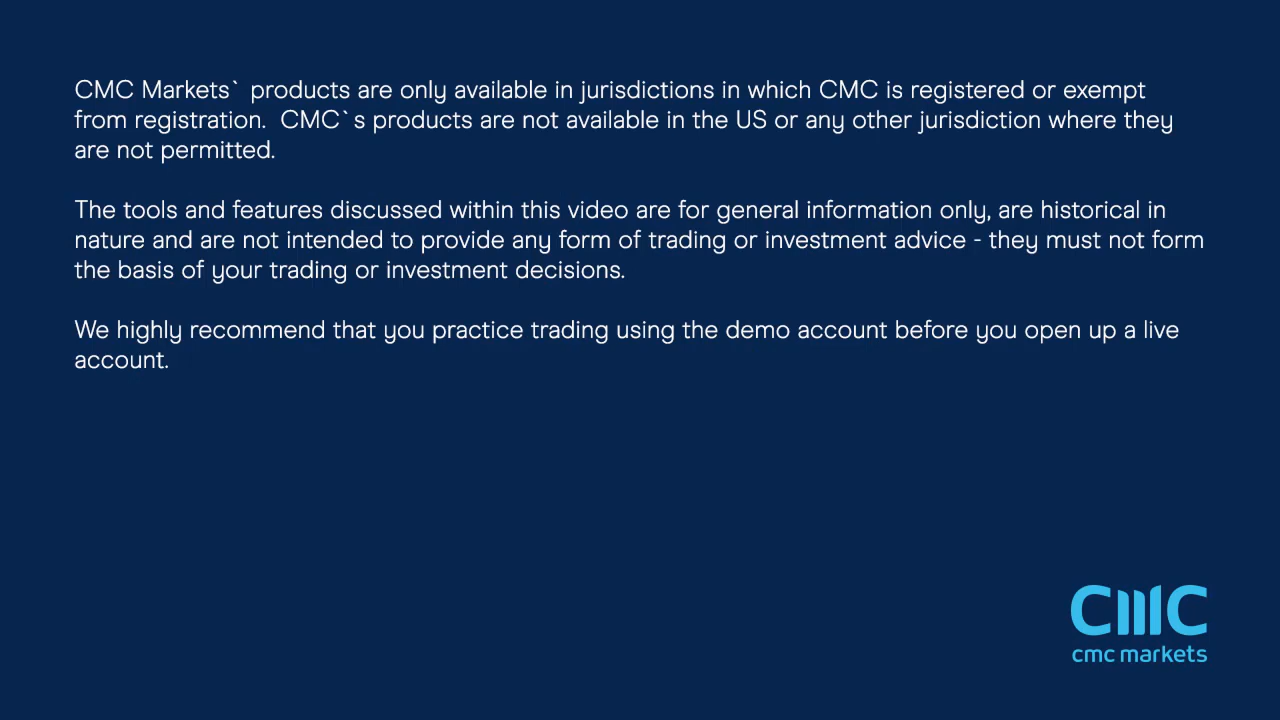 CMC Markets` products are only available in jurisdictions in which CMC is registered or exempt
from registration.  CMC`s products are not available in the US or any other jurisdiction where they
are not permitted.
The tools and features discussed within this video are for general information only, are historical in
nature and are not intended to provide any form of trading or investment advice - they must not form
the basis of your trading or investment decisions.
We highly recommend that you practice trading using the demo account before you open up a live
account.
CMC
cmc markets